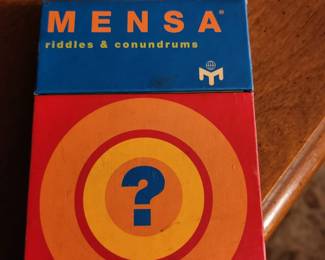 MENSA®
riddles & conundrums
?